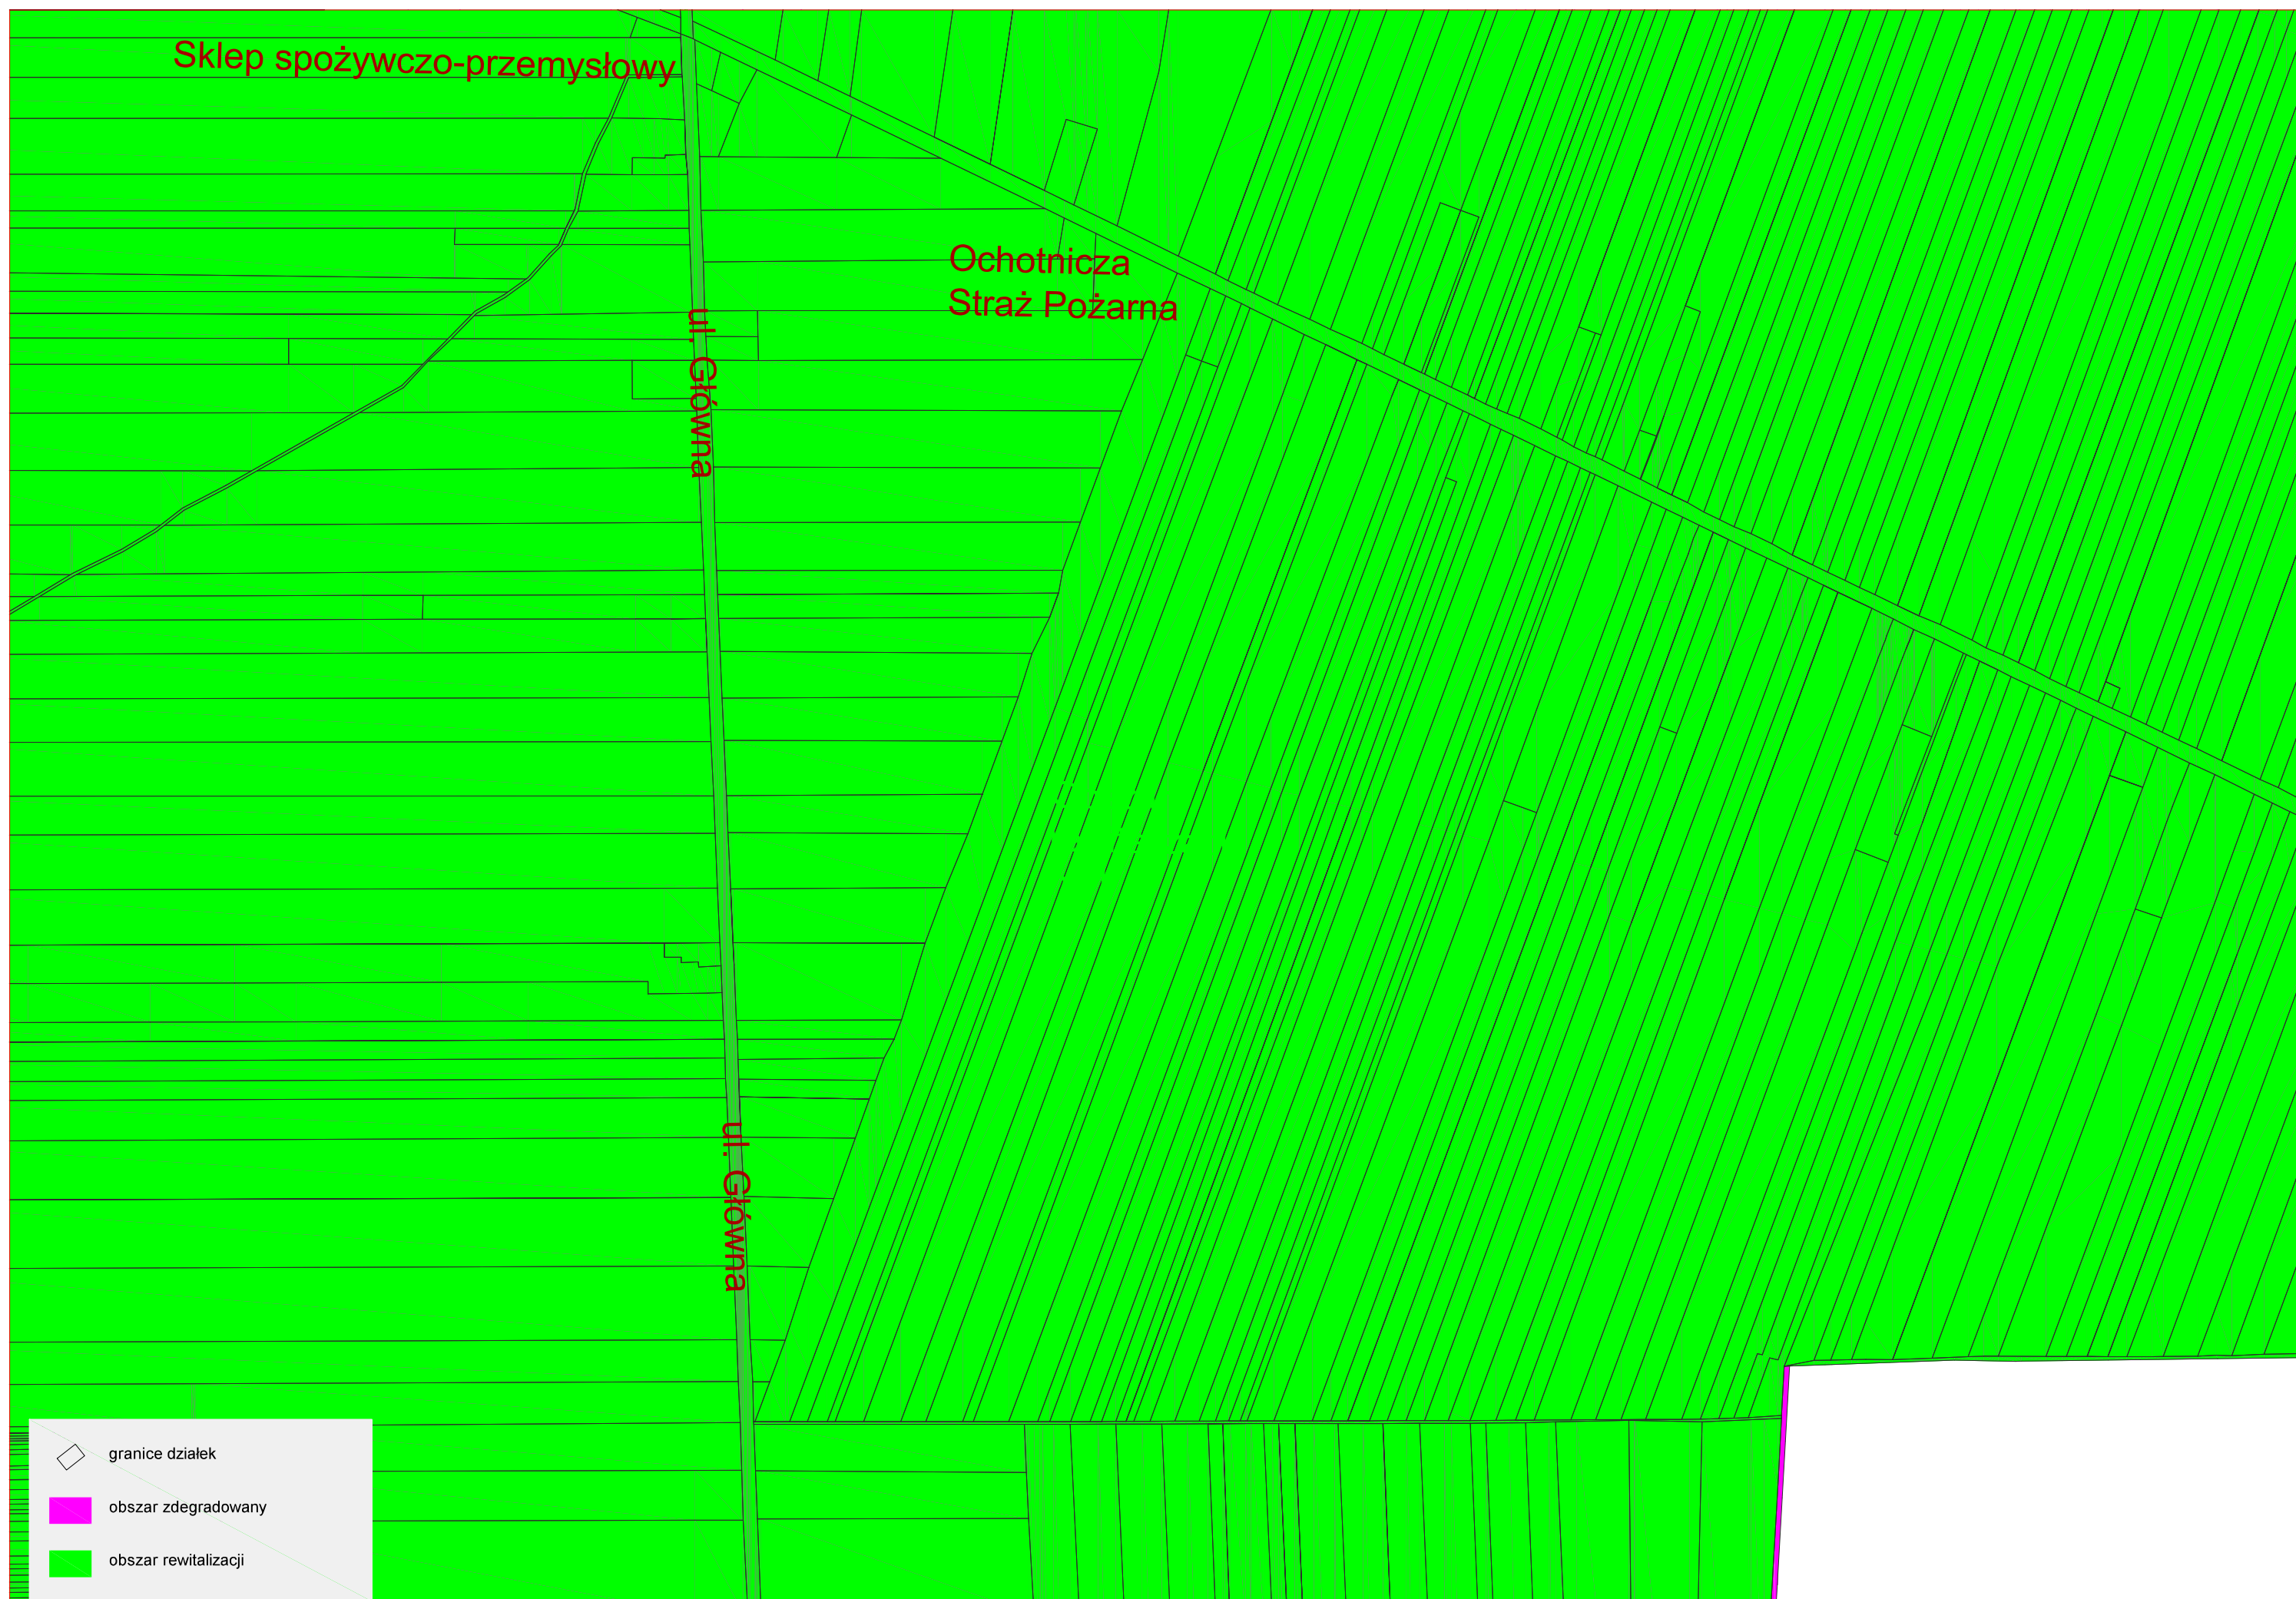 Sklep spożywczo-przemysłowy
Ochotnicza
Straż Pożarna
ul. Główna
ul. Główna
granice działek
obszar zdegradowany
obszar rewitalizacji